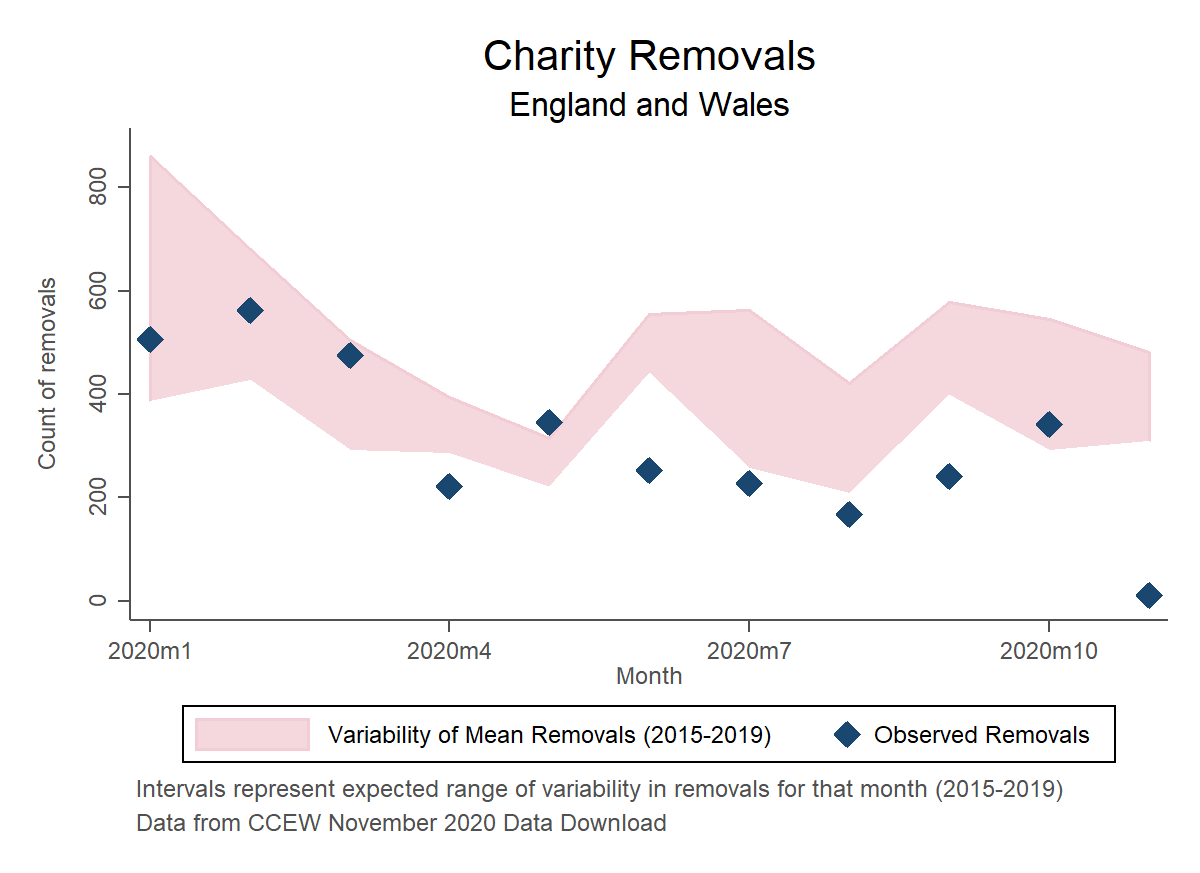 Charity Removals
England and Wales
Count of removals
800
600
400
200
0
2020m1 2020m4 2020m7 2020m10
Month
Variability of Mean Removals (2015-2019) Observed Removals
Intervals represent expected range of variability in removals for that month (2015-2019)
Data from CCEW November 2020 Data Download